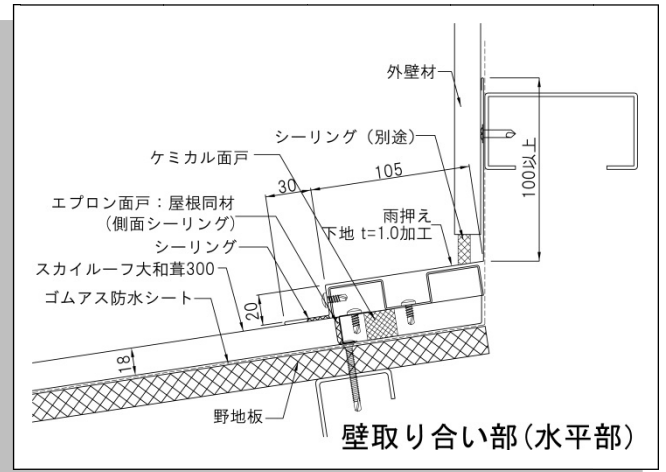 外壁材
シーリング（別途）
ケミカル面戸
105
30
100以上
エプロン面戸：屋根同材
（側面シーリング）
雨押え
下地 t=1.0加工
シーリング
スカイルーフ大和葺300
ゴムアス防水シート
20
18
野地板
壁取り合い部(水平部)